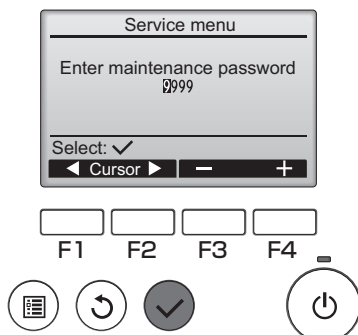 Service menu
Enter maintenance password
9999
Select:
Cursor
F1 F2 F3 F4